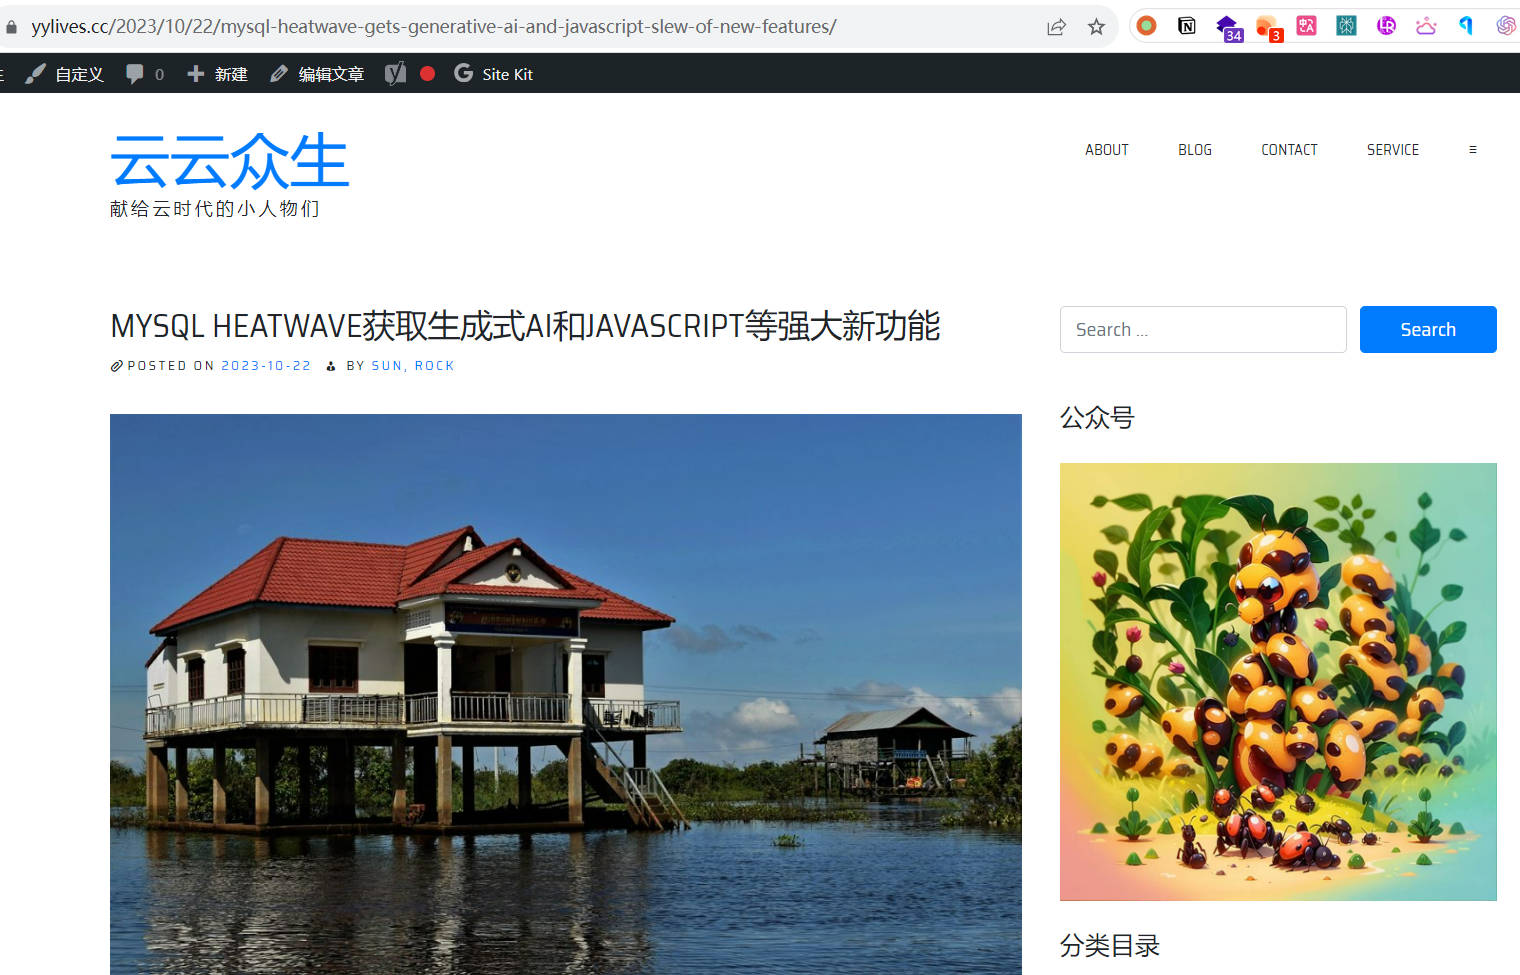 yylives.cc/2023/10/22/mysql-heatwave-gets-generative-ai-and-javascript-slew-of-new-features/
34
3
自定义 0 新建 编辑文章 Site Kit
云云众生
献给云时代的小人物们
ABOUT BLOG CONTACT SERVICE
MYSQL HEATWAVE获取生成式AI和JAVASCRIPT等强大新功能
POSTED ON 2023-10-22 BY SUN, ROCK
Search ...
Search
公众号
分类目录